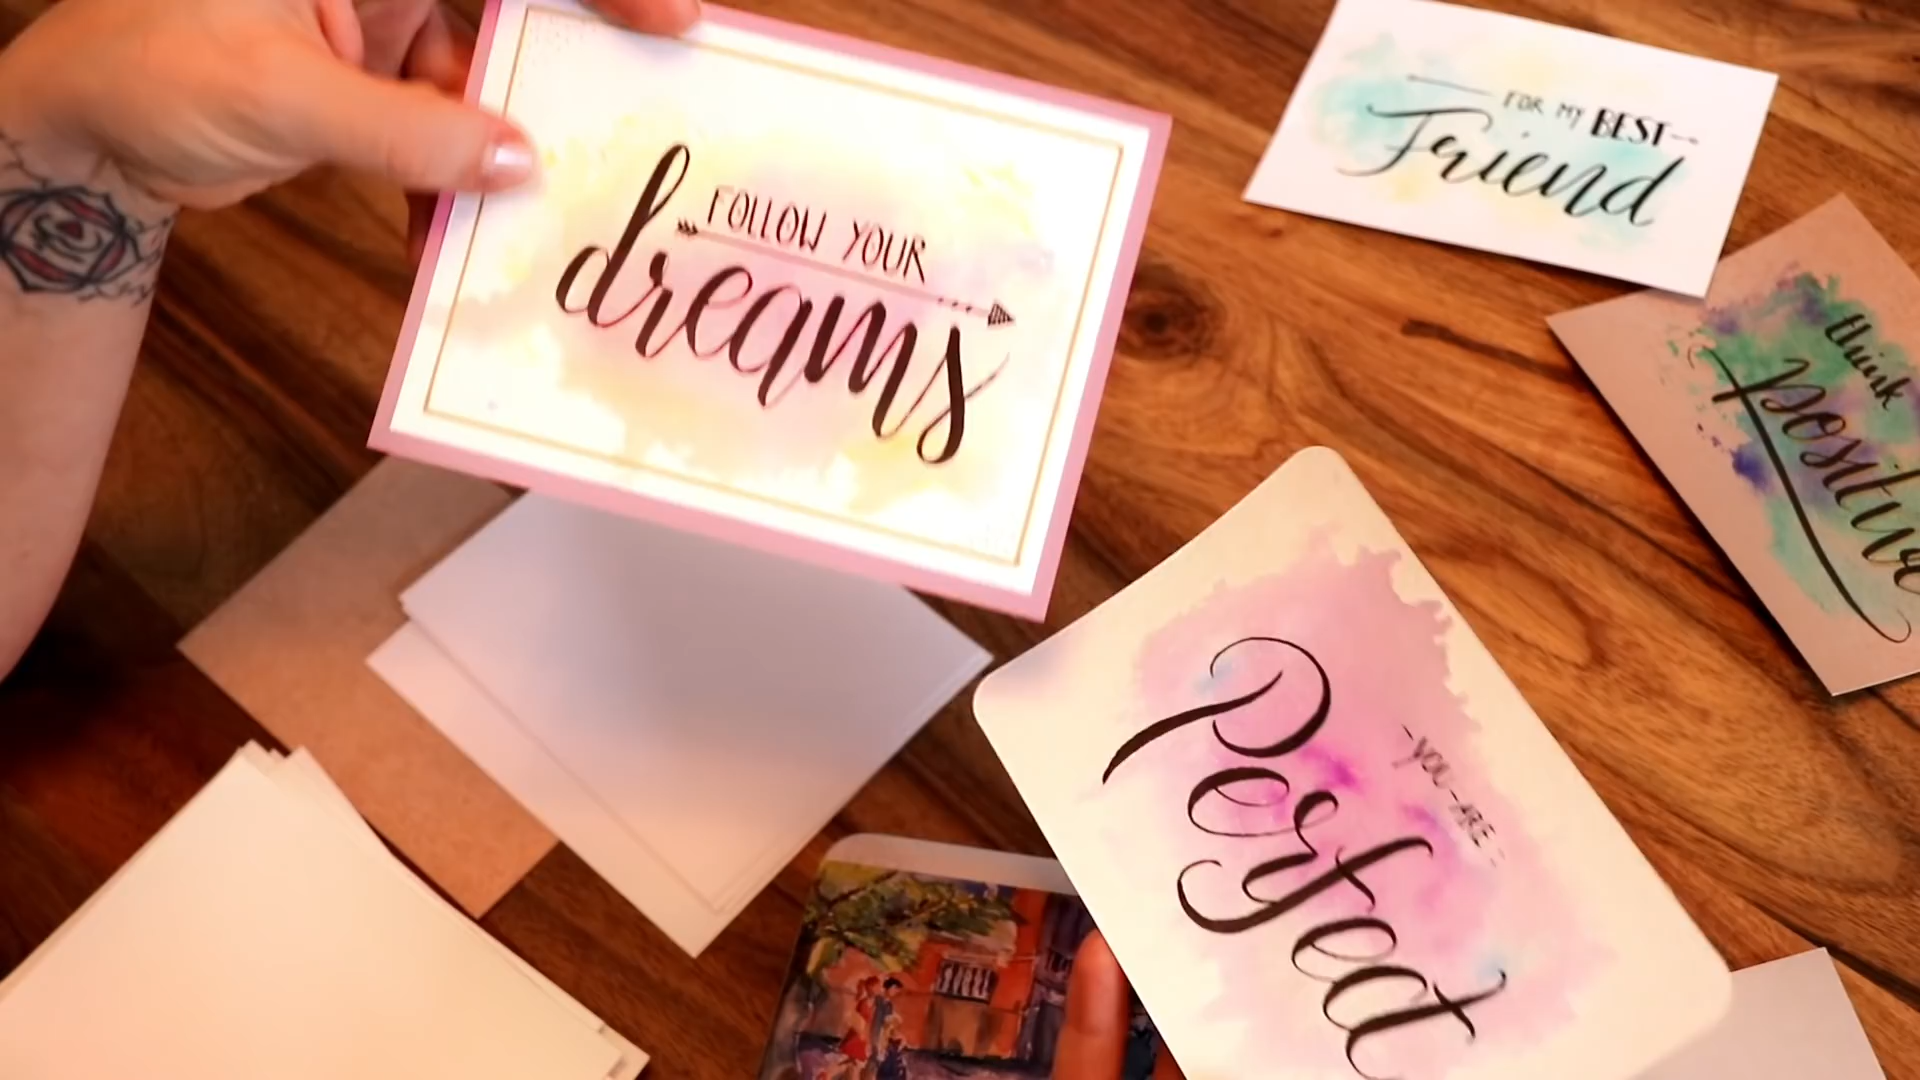 FOLLOW YOUR
dreams
FOR MY BEST
Friend
think
positive
-YOU-ARE-
Perfect